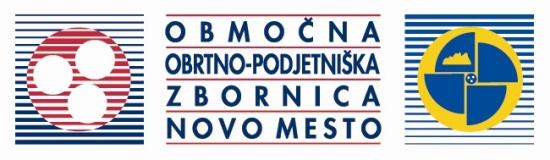 OBMOČNA
OBRTNO-PODJETNIŠKA
ZBORNICA
NOVO MESTO